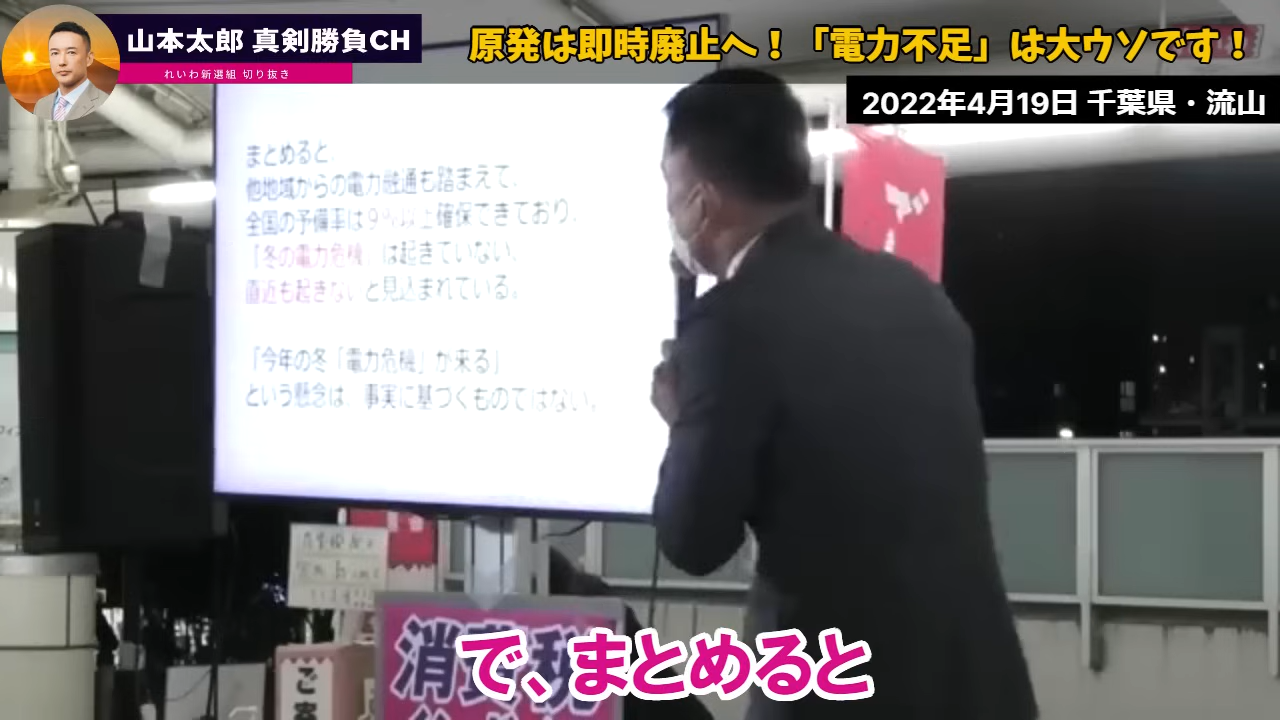 山本太郎 真剣勝負CH
れいわ新選組 切り抜き
原発は即時廃止へ！「電力不足」は大ウソです！
2022年4月19日 千葉県・流山
まとめると、
他地域からの電力融通も踏まえて、
全国の予備率は９％以上確保できており、
「冬の電力危機」は起きていない、
直近も起きないと見込まれている。
「今年の冬「電力危機」が来る」
という懸念は、事実に基づくものではない。
消費税
ご
で、まとめると